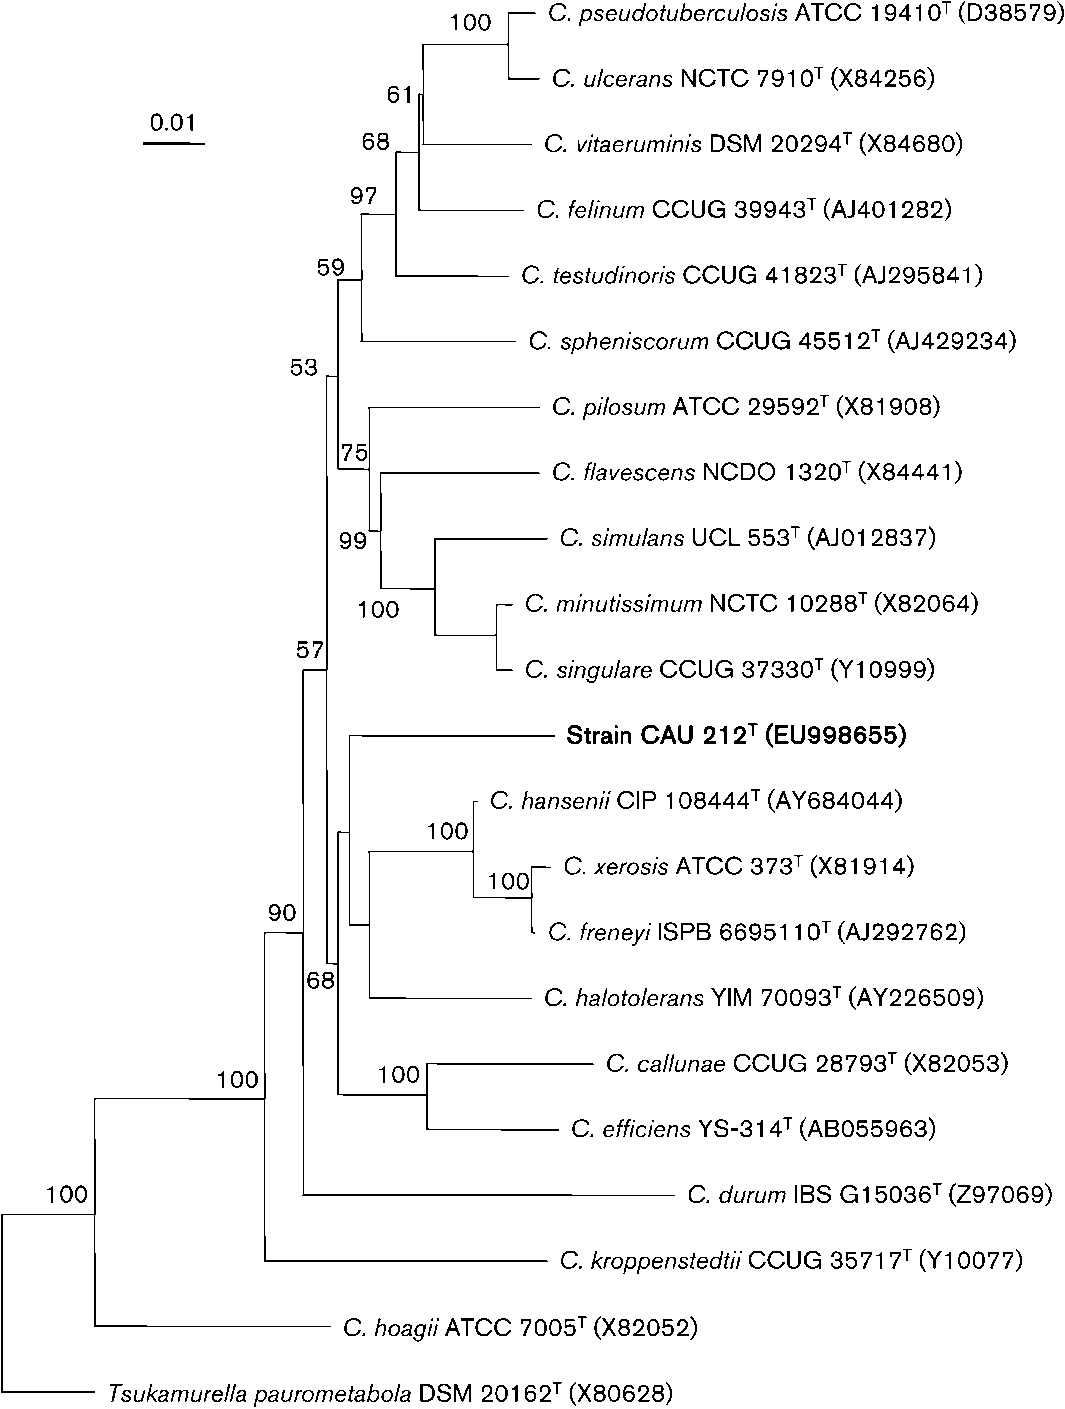 C. pseudotuberculosis ATCC 19410ᵀ (D38579)
100
C. ulcerans NCTC 7910ᵀ (X84256)
61
0.01
68
C. vitaeruminis DSM 20294ᵀ (X84680)
97
C. felinum CCUG 39943ᵀ (AJ401282)
59
C. testudinoris CCUG 41823ᵀ (AJ295841)
C. spheniscorum CCUG 45512ᵀ (AJ429234)
53
C. pilosum ATCC 29592ᵀ (X81908)
75
C. flavescens NCDO 1320ᵀ (X84441)
99
C. simulans UCL 553ᵀ (AJ012837)
100
C. minutissimum NCTC 10288ᵀ (X82064)
57
C. singulare CCUG 37330ᵀ (Y10999)
Strain CAU 212ᵀ (EU998655)
C. hansenii CIP 108444ᵀ (AY684044)
100
C. xerosis ATCC 373ᵀ (X81914)
100
90
C. freneyi ISPB 6695110ᵀ (AJ292762)
68
C. halotolerans YIM 70093ᵀ (AY226509)
C. callunae CCUG 28793ᵀ (X82053)
100
100
C. efficiens YS-314ᵀ (AB055963)
100
C. durum IBS G15036ᵀ (Z97069)
C. kroppenstedtii CCUG 35717ᵀ (Y10077)
C. hoagii ATCC 7005ᵀ (X82052)
Tsukamurella paurometabola DSM 20162ᵀ (X80628)